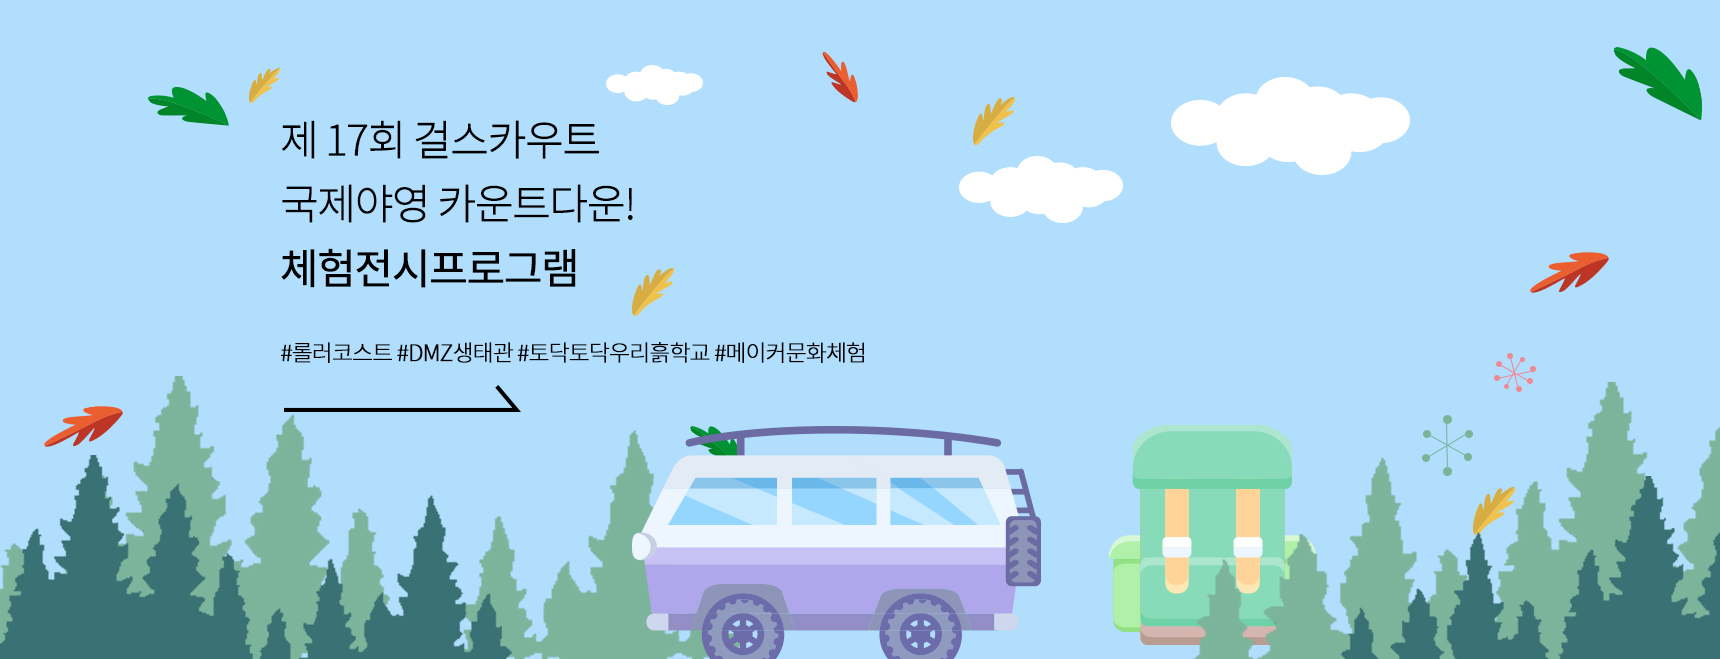 제 17회 걸스카우트
국제야영 카운트다운!
체험전시프로그램
#롤러코스트 #DMZ생태관 #토닥토닥우리흙학교 #메이커문화체험